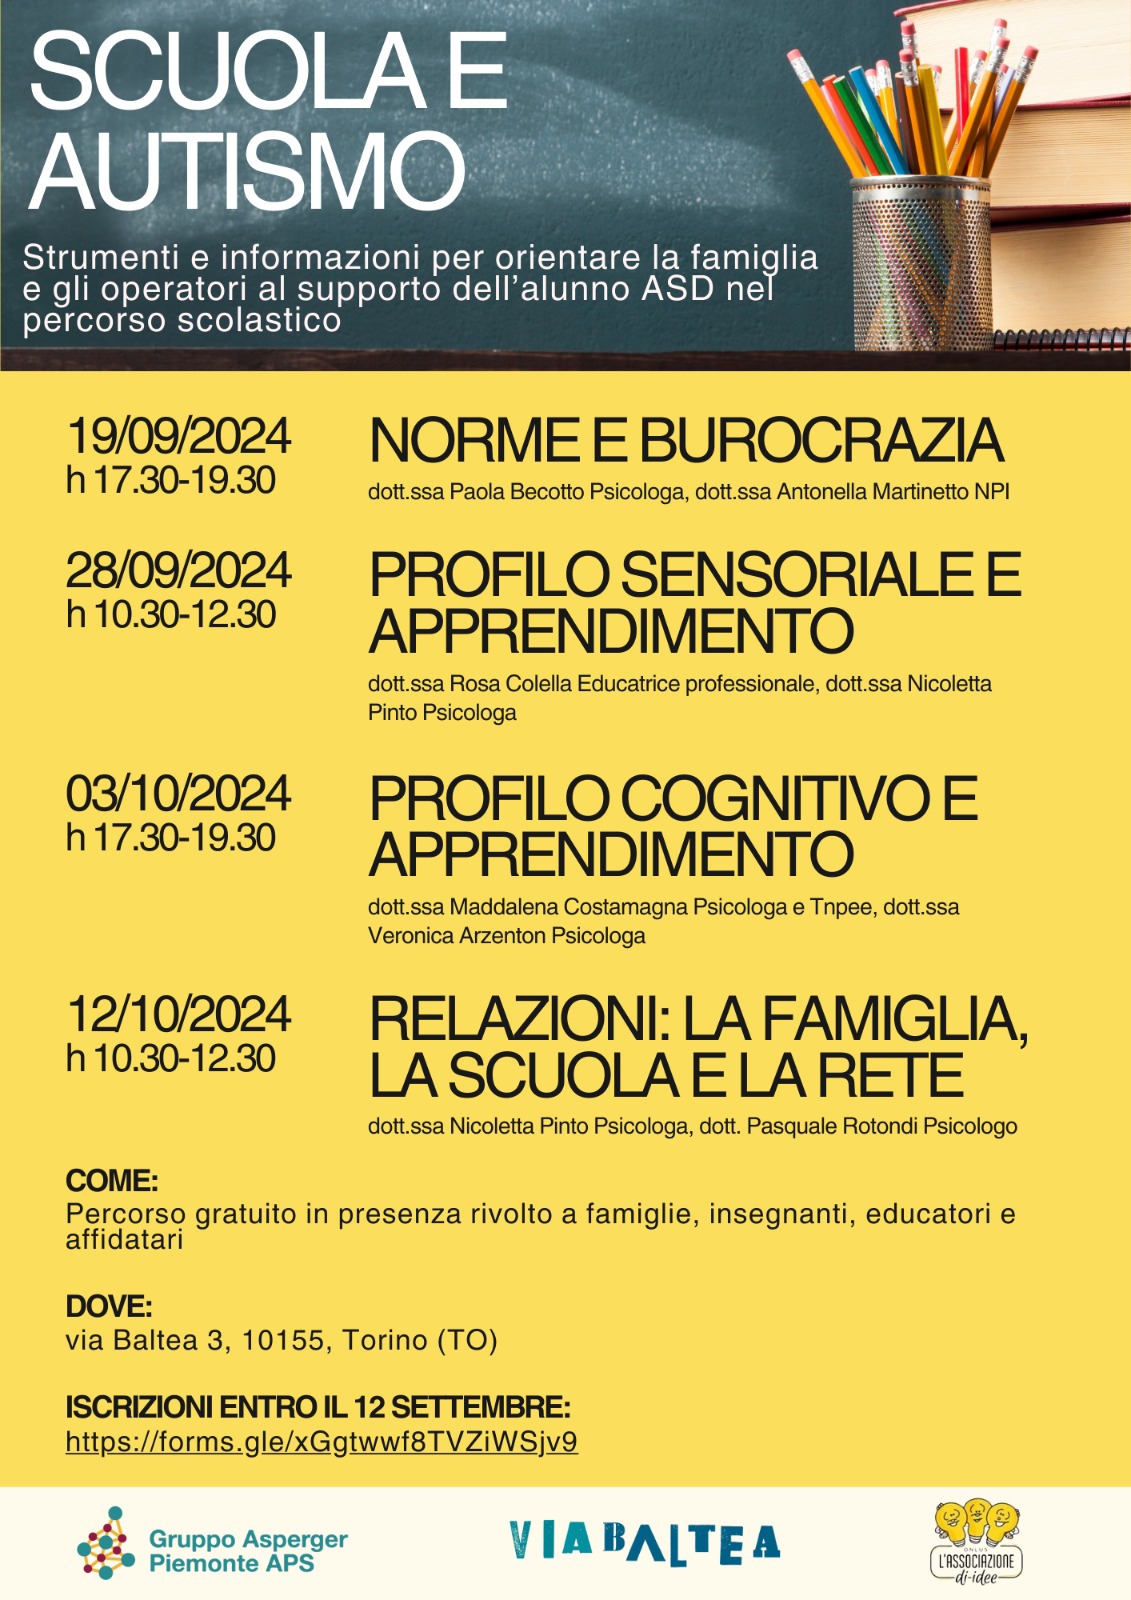 SCUOLA E
AUTISMO
Strumenti e informazioni per orientare la famiglia
e gli operatori al supporto dell’alunno ASD nel
percorso scolastico
19/09/2024
h 17.30-19.30
NORME E BUROCRAZIA
dott.ssa Paola Becotto Psicologa, dott.ssa Antonella Martinetto NPI
28/09/2024
h 10.30-12.30
PROFILO SENSORIALE E
APPRENDIMENTO
dott.ssa Rosa Colella Educatrice professionale, dott.ssa Nicoletta
Pinto Psicologa
03/10/2024
h 17.30-19.30
PROFILO COGNITIVO E
APPRENDIMENTO
dott.ssa Maddalena Costamagna Psicologa e Tnpee, dott.ssa
Veronica Arzenton Psicologa
12/10/2024
h 10.30-12.30
RELAZIONI: LA FAMIGLIA,
LA SCUOLA E LA RETE
dott.ssa Nicoletta Pinto Psicologa, dott. Pasquale Rotondi Psicologo
COME:
Percorso gratuito in presenza rivolto a famiglie, insegnanti, educatori e
affidatari
DOVE:
via Baltea 3, 10155, Torino (TO)
ISCRIZIONI ENTRO IL 12 SETTEMBRE:
https://forms.gle/xGgtwwf8TVZiWSjv9
Gruppo Asperger
Piemonte APS
VIABALTEA
ONLUS
L'ASSOCIAZIONE
di-idee